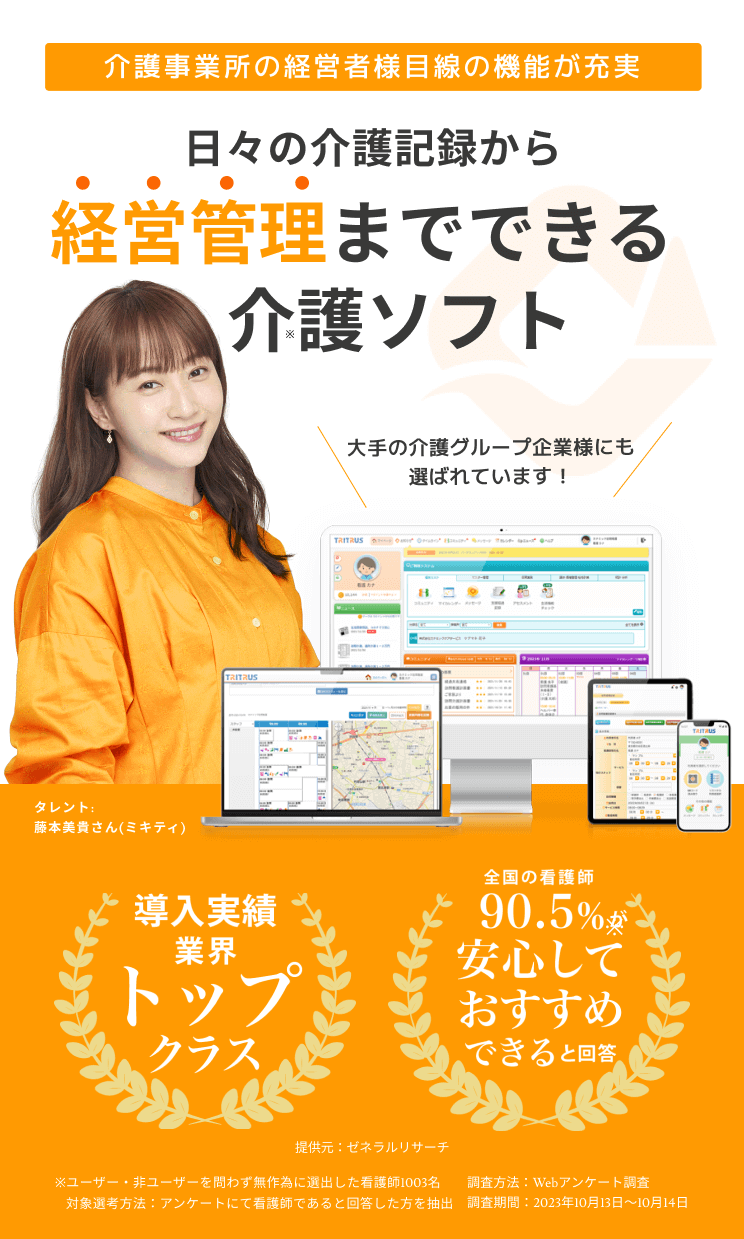 介護事業所の経営者様目線の機能が充実
日々の介護記録から
経営管理までできる
介護ソフト
※
大手の介護グループ企業様にも
選ばれています！
TRITRUS
TRITRUS
TRITRUS
タレント:
藤本美貴さん(ミキティ)
導入実績
業界
トップ
クラス
全国の看護師
90.5%が
※
安心して
おすすめ
できると回答
提供元：ゼネラルリサーチ
※ユーザー・非ユーザーを問わず無作為に選出した看護師1003名
対象選考方法：アンケートにて看護師であると回答した方を抽出
調査方法：Webアンケート調査
調査期間：2023年10月13日〜10月14日